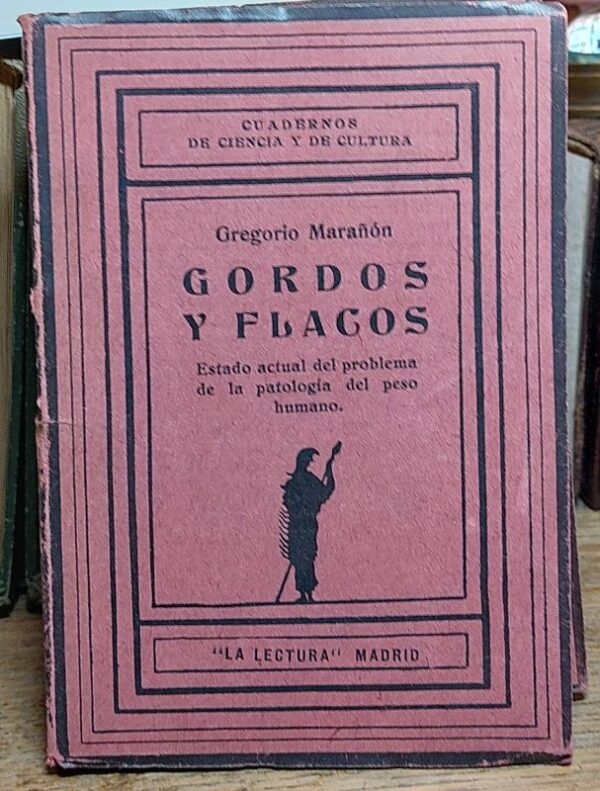 CUADERNOS
DE CIENCIA Y DE CULTURA
Gregorio Marañón
GORDOS
Y FLACOS
Estado actual del problema
de la patología del peso
humano.
"LA LECTURA" MADRID